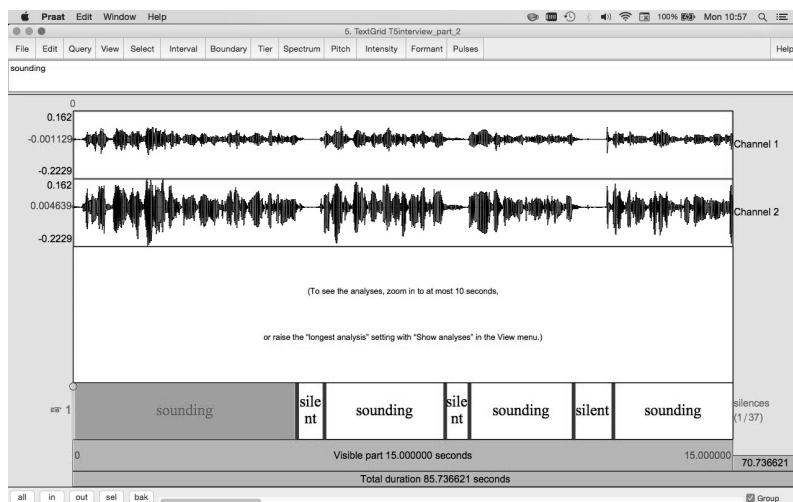 Praat Edit Window Help 100% Mon 10:57
5. TextGrid T5interview_part_2
File Edit Query View Select Interval Boundary Tier Spectrum Pitch Intensity Formant Pulses Help
sounding
0
0.162
-0.001129
-0.2229
Channel 1
0.162
0.004639
-0.2229
Channel 2
(To see the analyses, zoom in to at most 10 seconds,
or raise the "longest analysis" setting with "Show analyses" in the View menu.)
1 sounding sile
nt sounding sile
nt sounding silent sounding silences
(1/37)
0 Visible part 15.000000 seconds 15.000000 70.736621
Total duration 85.736621 seconds
all in out sel bak Group